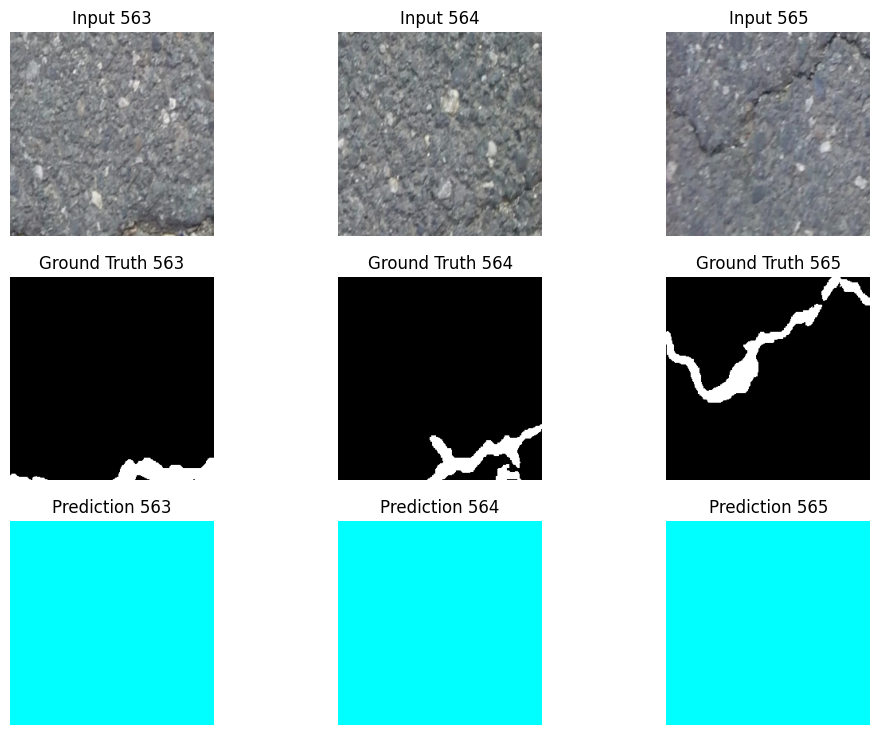 Input 563
Input 564
Input 565
Ground Truth 563
Ground Truth 564
Ground Truth 565
Prediction 563
Prediction 564
Prediction 565